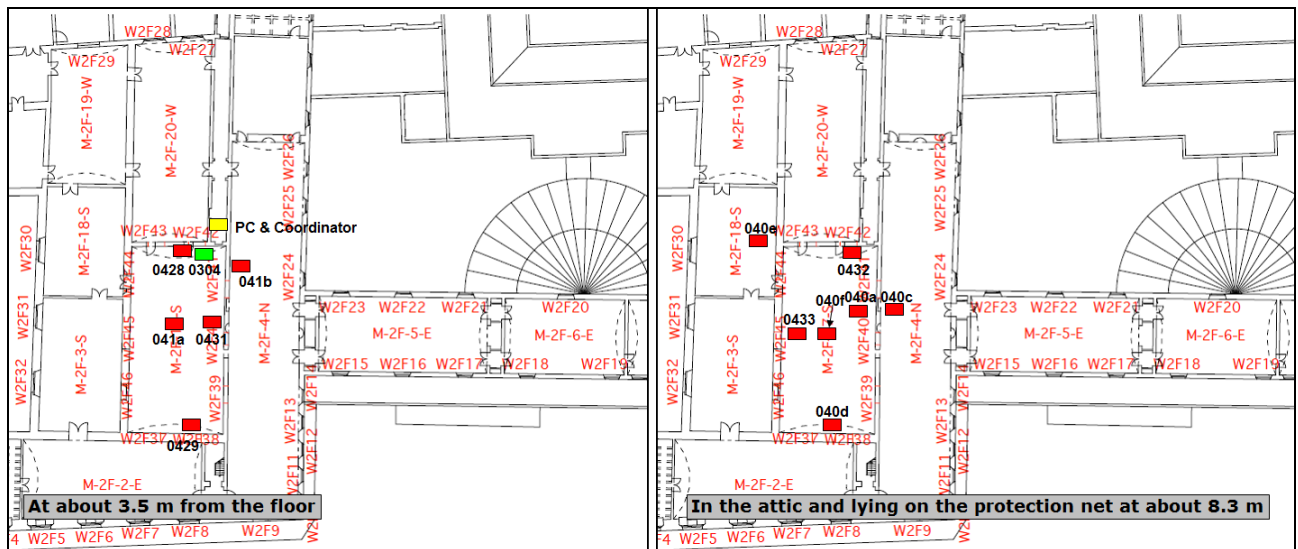 W2F28
W2F27
W2F29
M-2F-19-W
M-2F-20-W
W2F26
W2F25
M-2F-18-S
W2F30
W2F43
W2F42
PC & Coordinator
0428
0304
041b
W2F44
W2F24
W2F31
W2F23
W2F22
W2F21
W2F20
M-2F-4-N
041a
0431
W2F45
M-2F-5-E
M-2F-6-E
M-2F-3-S
W2F32
W2F15
W2F16
W2F17
W2F18
W2F19
W2F46
W2F39
W2F14
W2F13
W2F37
W2F38
0429
W2F12
W2F11
M-2F-2-E
At about 3.5 m from the floor
W2F5
W2F6
W2F7
W2F8
W2F9
W2F28
W2F27
W2F29
M-2F-19-W
M-2F-20-W
W2F26
W2F25
M-2F-18-S
W2F30
040e
W2F43
W2F42
0432
W2F44
W2F24
W2F31
040f
040a
040c
W2F23
W2F22
W2F21
W2F20
0433
M-2F-4-N
W2F45
W2F40
M-2F-5-E
M-2F-6-E
M-2F-3-S
W2F32
W2F15
W2F16
W2F17
W2F18
W2F19
W2F46
W2F39
W2F14
W2F13
040d
W2F37
W2F38
W2F12
W2F11
M-2F-2-E
In the attic and lying on the protection net at about 8.3 m
W2F5
W2F6
W2F7
W2F8
W2F9